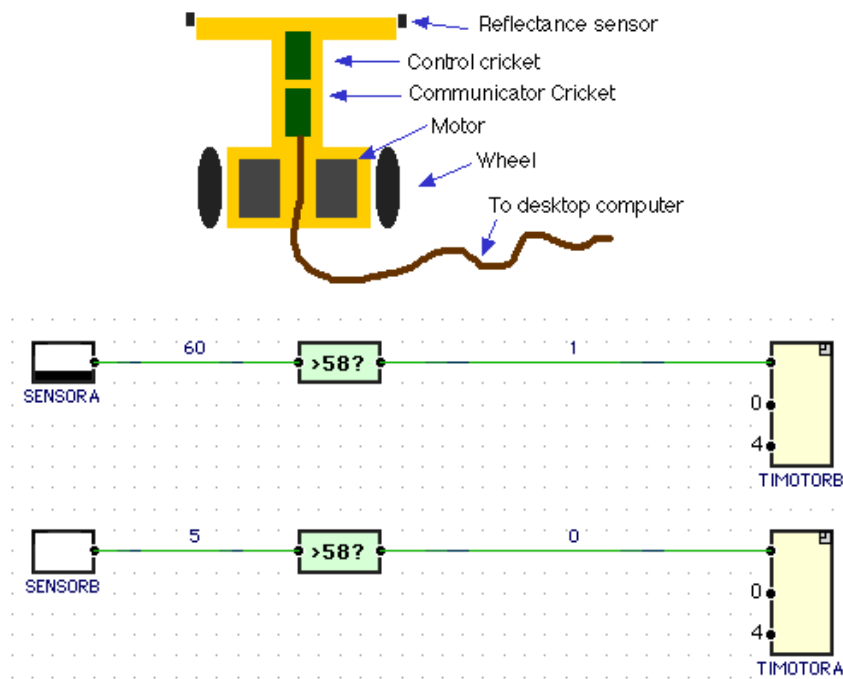 Reflectance sensor
Control cricket
Communicator Cricket
Motor
Wheel
To desktop computer
60
>58?
1
SENSORA
0
4
TIMOTORB
5
>58?
0
SENSORB
0
4
TIMOTORA